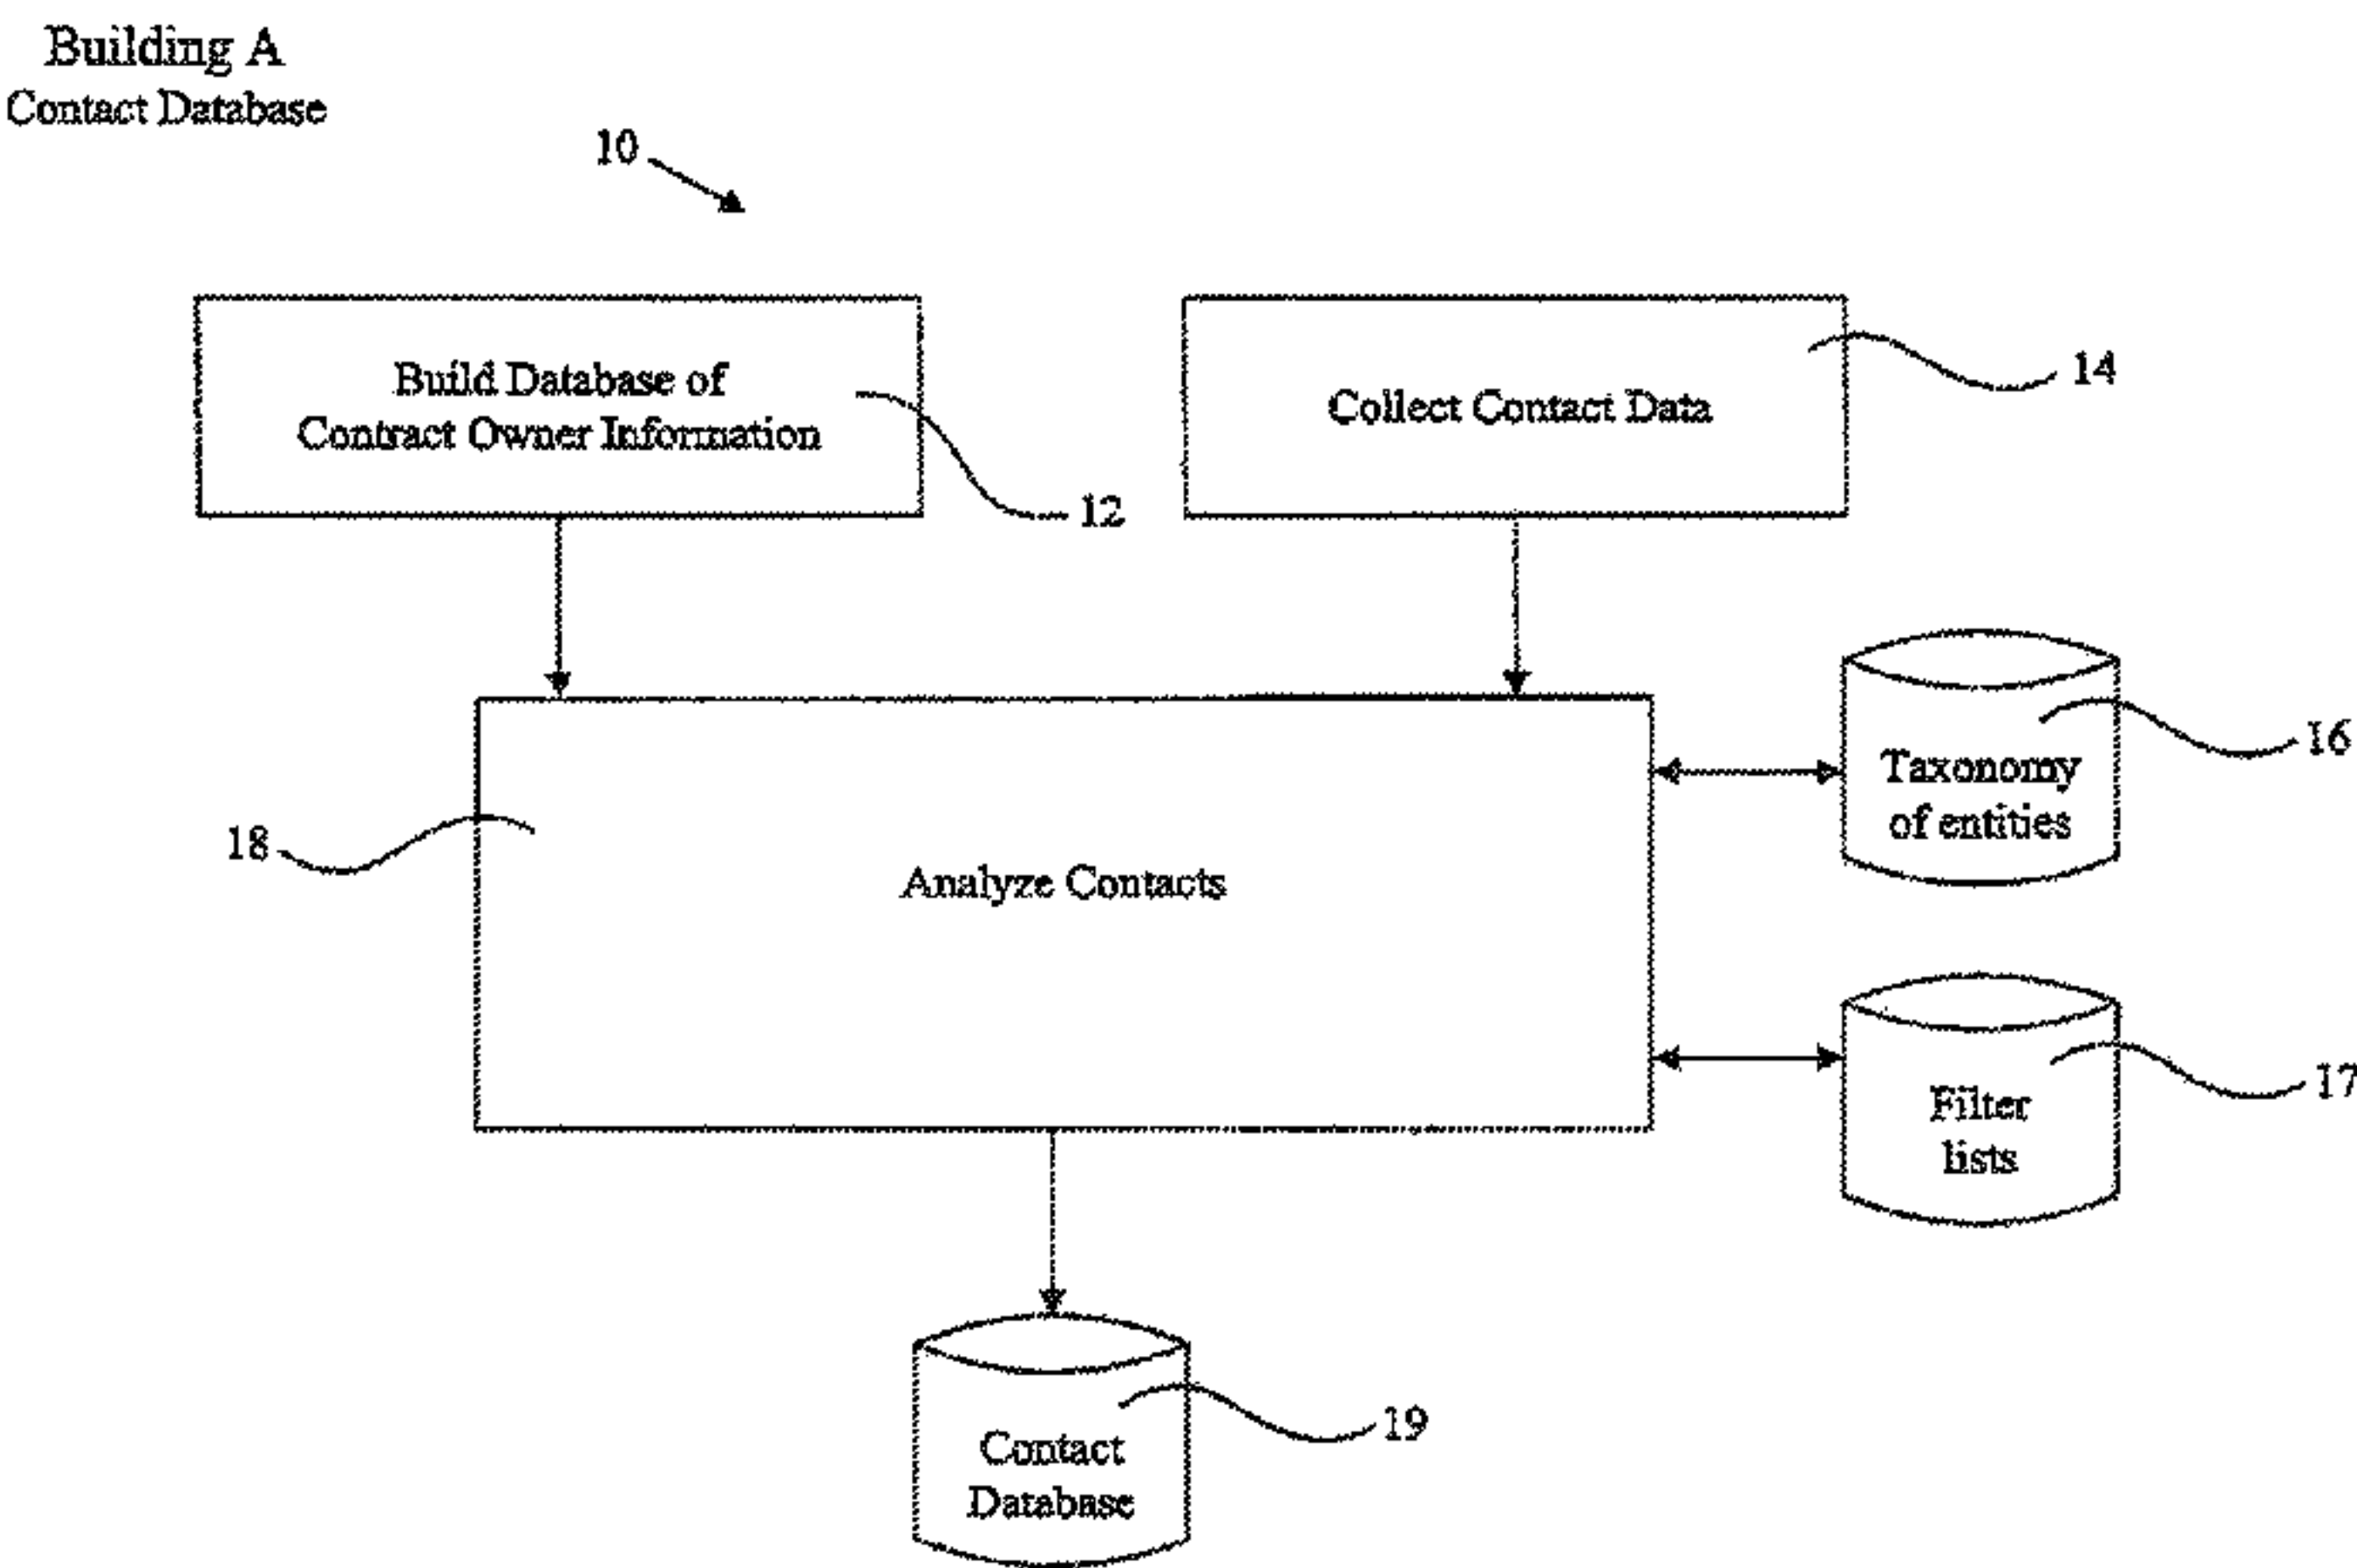 Building A
Contact Database
10
Build Database of
Contract Owner Information
12
Collect Contact Data
14
Taxonomy
of entities
16
18
Analyze Contacts
Filter
lists
17
Contact
Database
19